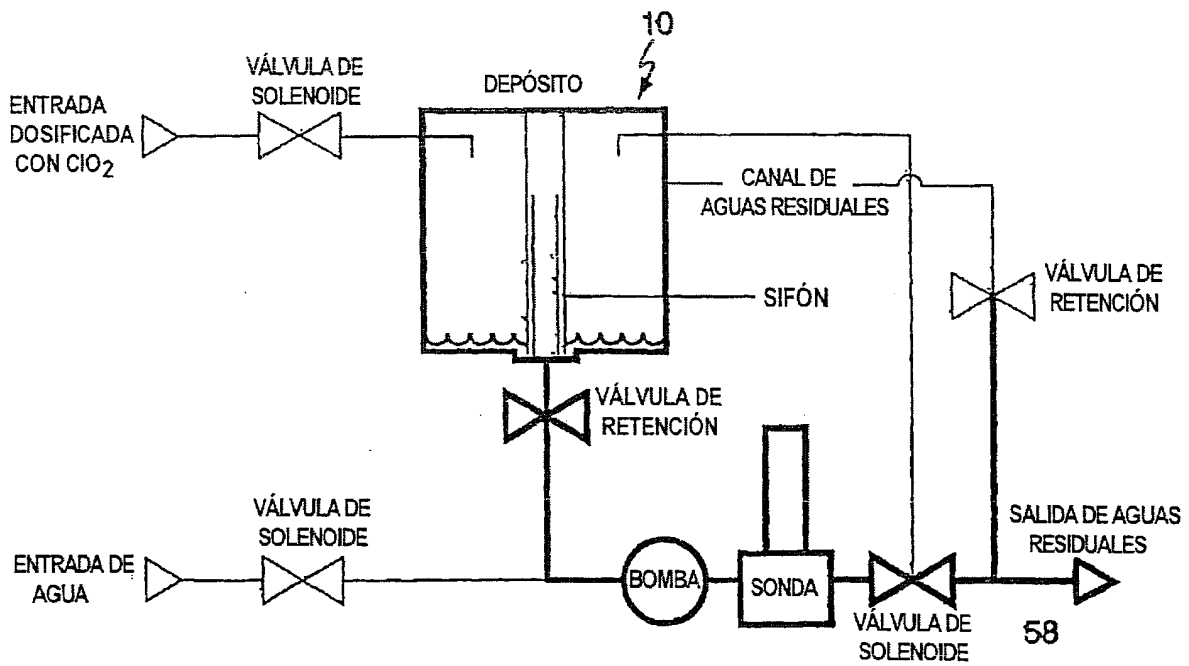 10
VÁLVULA DE
SOLENOIDE
DEPÓSITO
ENTRADA
DOSIFICADA
CON ClO2
CANAL DE
AGUAS RESIDUALES
VÁLVULA DE
RETENCIÓN
SIFÓN
VÁLVULA DE
RETENCIÓN
VÁLVULA DE
SOLENOIDE
SALIDA DE AGUAS
RESIDUALES
ENTRADA DE
AGUA
BOMBA
SONDA
VÁLVULA DE
SOLENOIDE
58